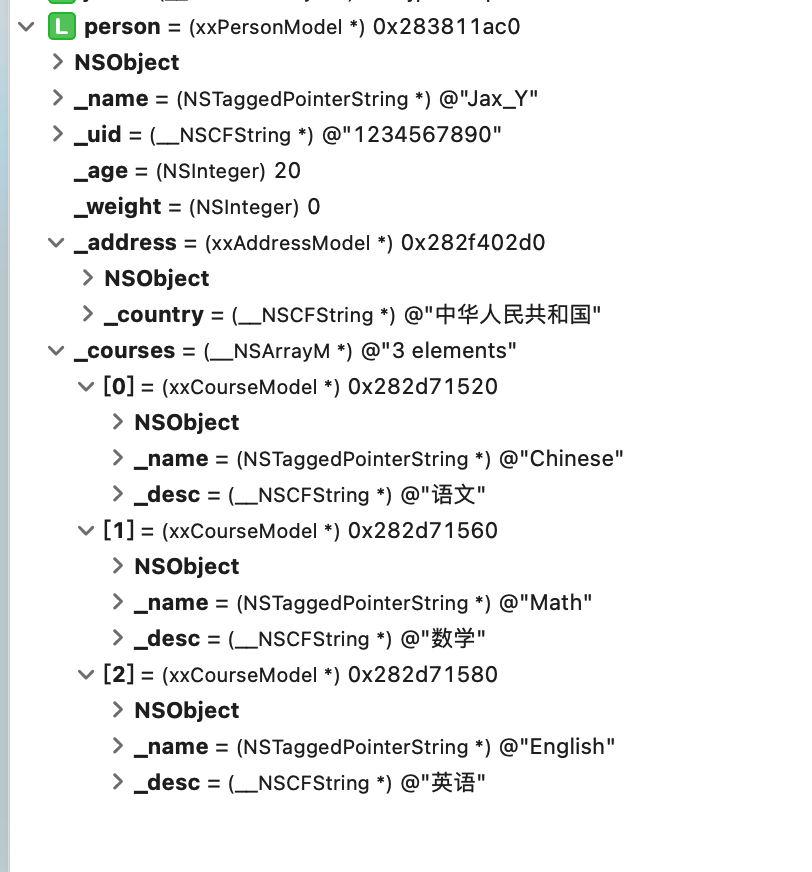 L person = (xxPersonModel *) 0x283811ac0
NSObject
_name = (NSTaggedPointerString *) @"Jax_Y"
_uid = (__NSCFString *) @"1234567890"
_age = (NSInteger) 20
_weight = (NSInteger) 0
_address = (xxAddressModel *) 0x282f402d0
NSObject
_country = (__NSCFString *) @"中华人民共和国"
_courses = (__NSArrayM *) @"3 elements"
[0] = (xxCourseModel *) 0x282d71520
NSObject
_name = (NSTaggedPointerString *) @"Chinese"
_desc = (__NSCFString *) @"语文"
[1] = (xxCourseModel *) 0x282d71560
NSObject
_name = (NSTaggedPointerString *) @"Math"
_desc = (__NSCFString *) @"数学"
[2] = (xxCourseModel *) 0x282d71580
NSObject
_name = (NSTaggedPointerString *) @"English"
_desc = (__NSCFString *) @"英语"